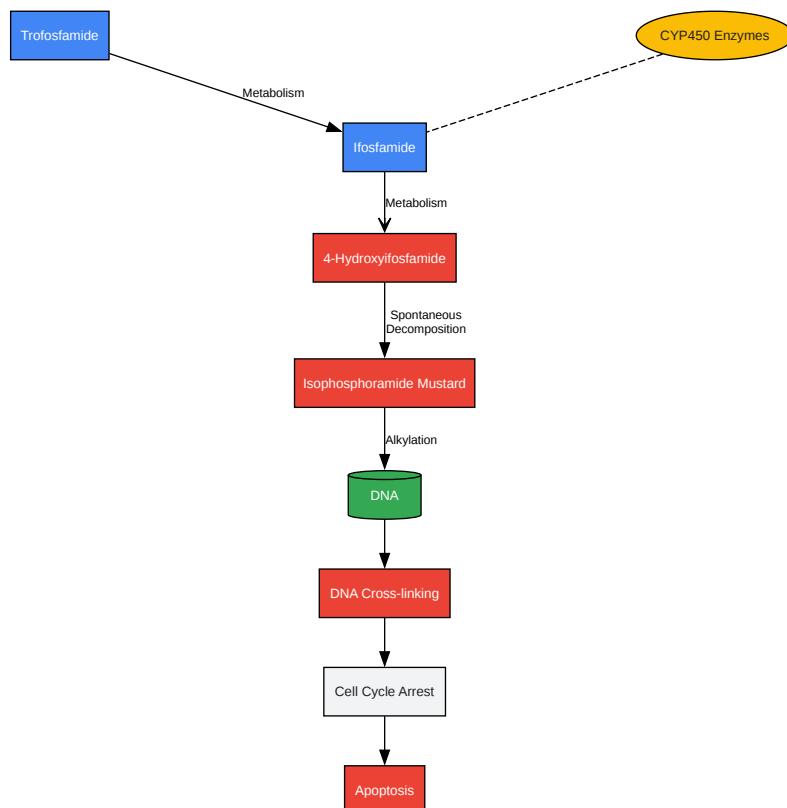 Trofosfamide
CYP450 Enzymes
Metabolism
Ifosfamide
Metabolism
4-Hydroxyifosfamide
Spontaneous
Decomposition
Isophosphoramide Mustard
Alkylation
DNA
DNA Cross-linking
Cell Cycle Arrest
Apoptosis